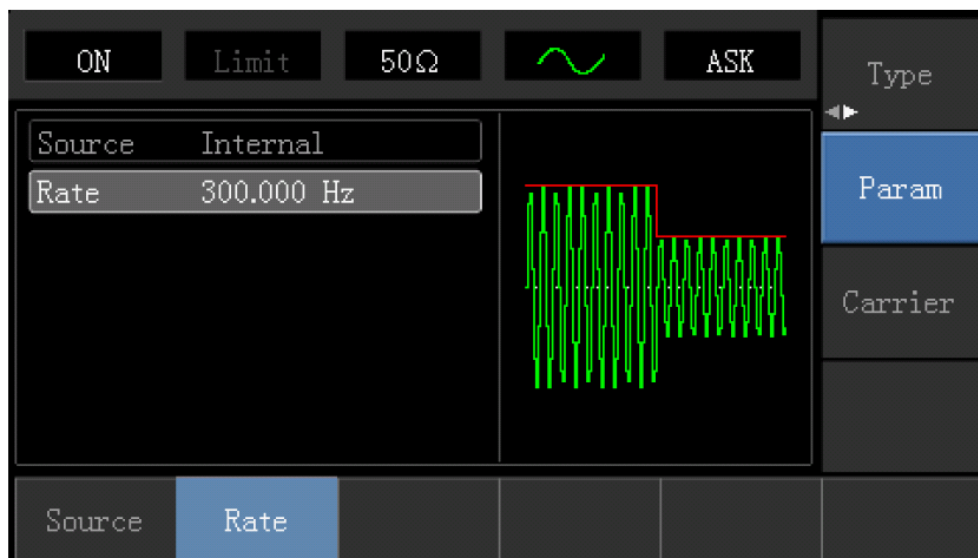 ON Limit 50Ω ASK
Type
Source Internal
Rate 300.000 Hz
Param
Carrier
Source Rate